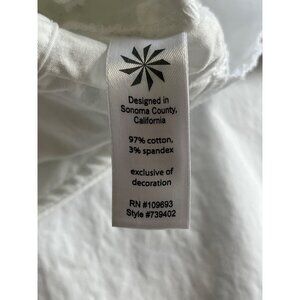 Designed in
Sonoma County,
California
97% cotton,
3% spandex
exclusive of
decoration
RN #109693
Style #739402